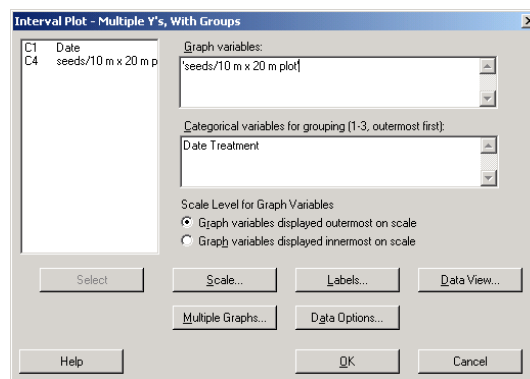 Interval Plot - Multiple Y's, With Groups
C1 Date
C4 seeds/10 m x 20 m p
Graph variables:
'seeds/10 m x 20 m plot'
Categorical variables for grouping (1-3, outermost first):
Date Treatment
Scale Level for Graph Variables
Graph variables displayed outermost on scale
Graph variables displayed innermost on scale
Select
Scale...
Labels...
Data View...
Multiple Graphs...
Data Options...
Help
OK
Cancel